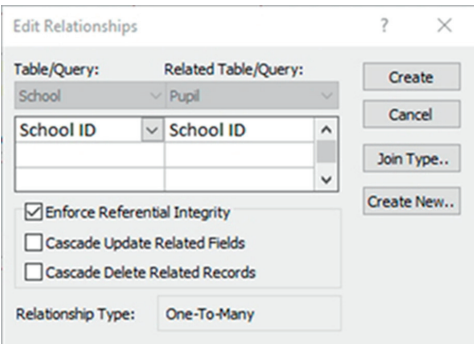 Edit Relationships ?
Table/Query: Related Table/Query:
School Pupil
School ID School ID
Enforce Referential Integrity
Cascade Update Related Fields
Cascade Delete Related Records
Relationship Type: One-To-Many
Create
Cancel
Join Type..
Create New..